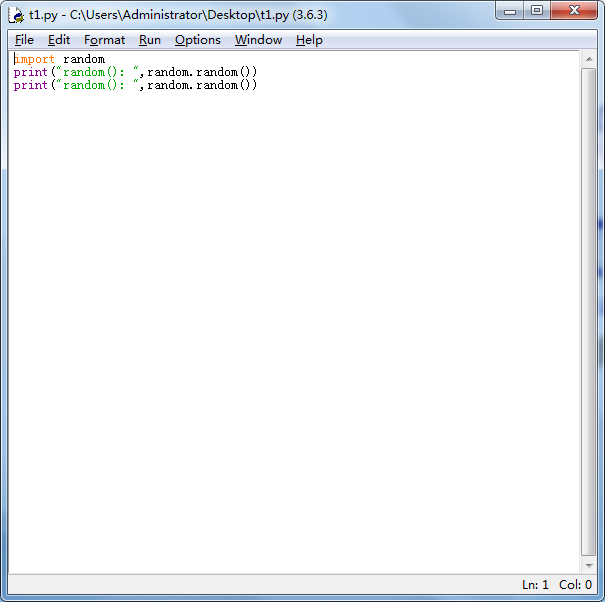 t1.py - C:\Users\Administrator\Desktop\t1.py (3.6.3)
File Edit Format Run Options Window Help
import random
print("random(): ",random.random())
print("random(): ",random.random())
Ln: 1 Col: 0